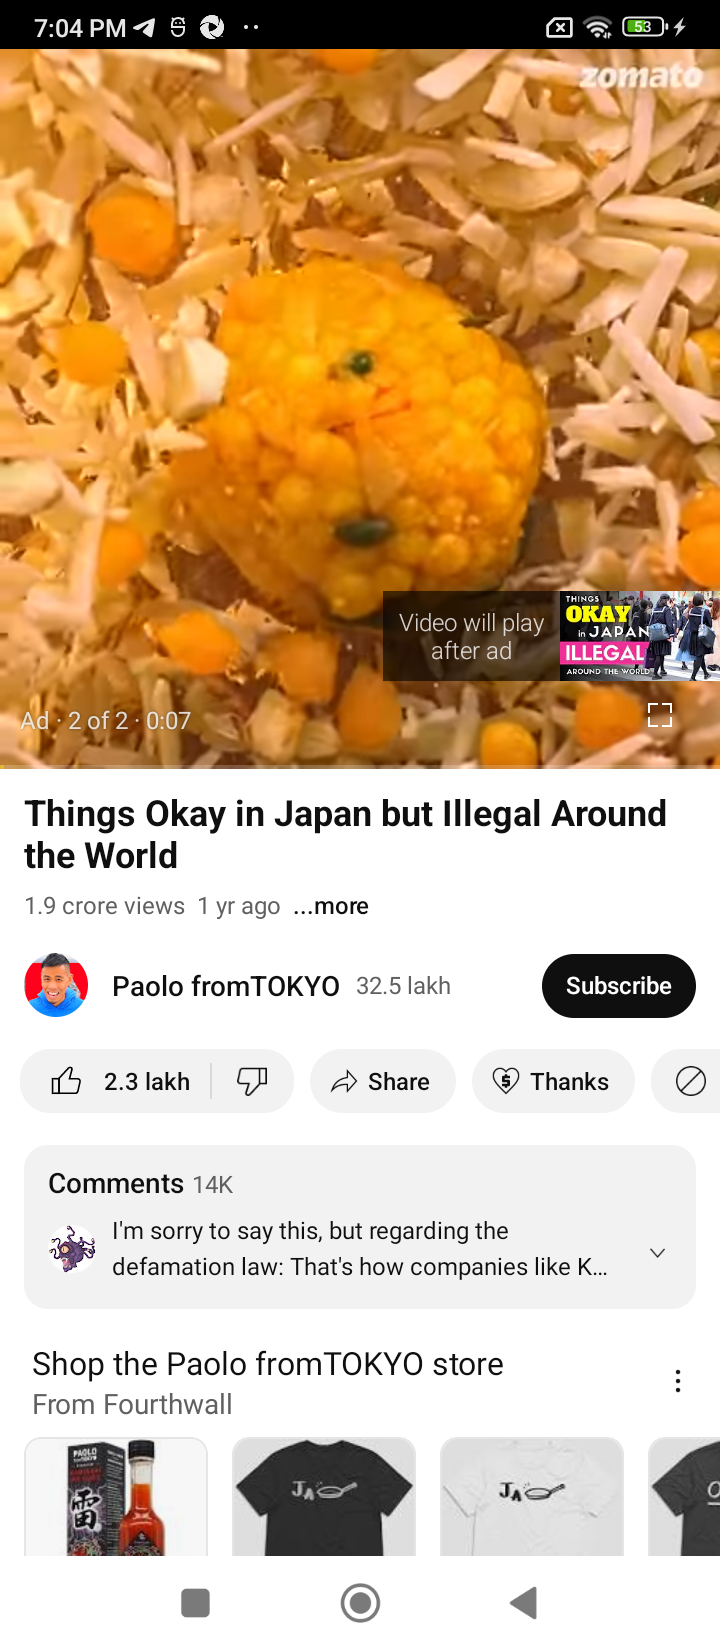 7:04 PM
53
zomato
Video will play
after ad
THINGS
OKAY
in JAPAN
ILLEGAL
AROUND THE WORLD
Ad · 2 of 2 · 0:07
Things Okay in Japan but Illegal Around
the World
1.9 crore views 1 yr ago ...more
Paolo fromTOKYO 32.5 lakh
Subscribe
2.3 lakh
Share
Thanks
Comments 14K
I'm sorry to say this, but regarding the
defamation law: That's how companies like K...
Shop the Paolo fromTOKYO store
From Fourthwall
PAOLO
fromTOKYO
雷
JA
JA